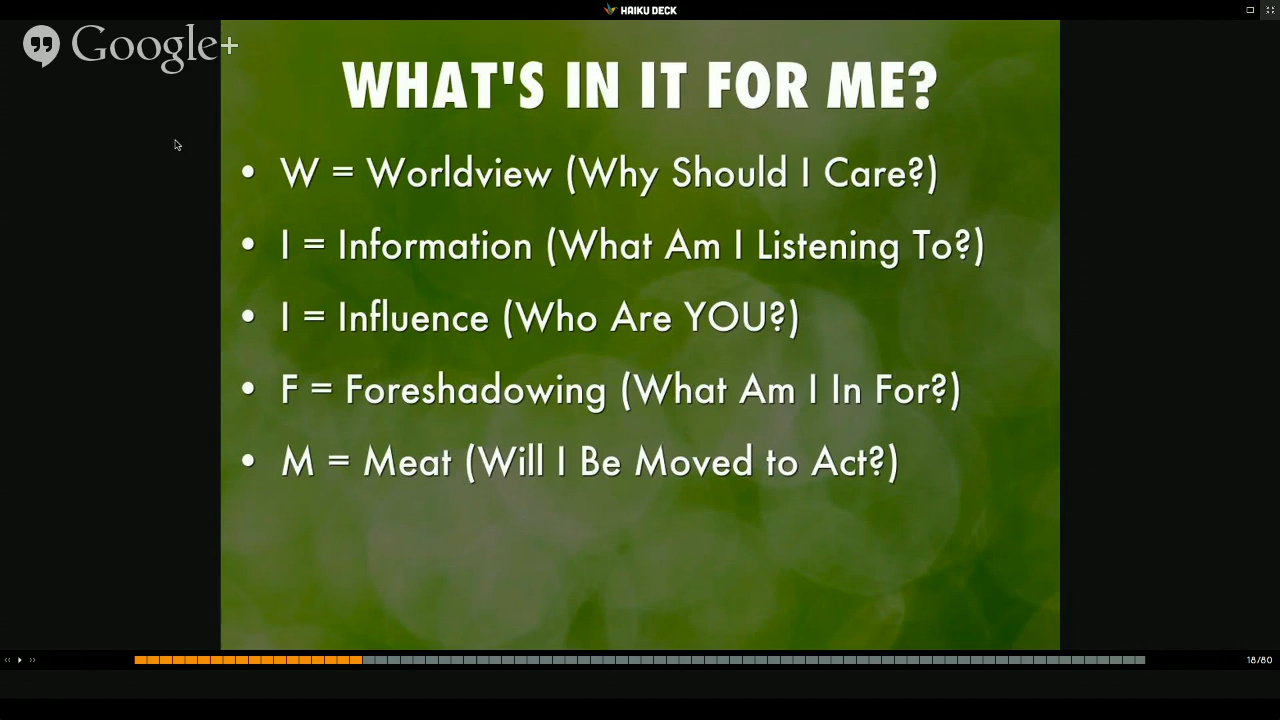 HAIKU DECK
Google+
WHAT'S IN IT FOR ME?
• W = Worldview (Why Should I Care?)
• I = Information (What Am I Listening To?)
• I = Influence (Who Are YOU?)
• F = Foreshadowing (What Am I In For?)
• M = Meat (Will I Be Moved to Act?)
18/80